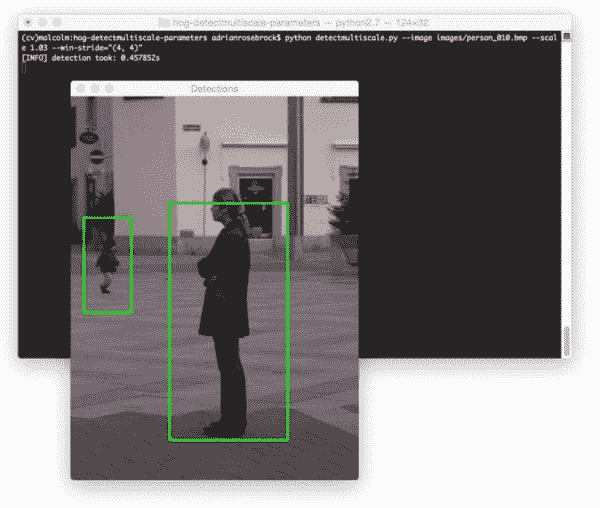 hog-detectmultiscale-parameters — python2.7 — 124×32
(cv)malcolm:hog-detectmultiscale-parameters adrianrosebrock$ python detectmultiscale.py --image images/person_010.bmp --scal
e 1.03 --win-stride="(4, 4)"
[INFO] detection took: 0.457852s
Detections